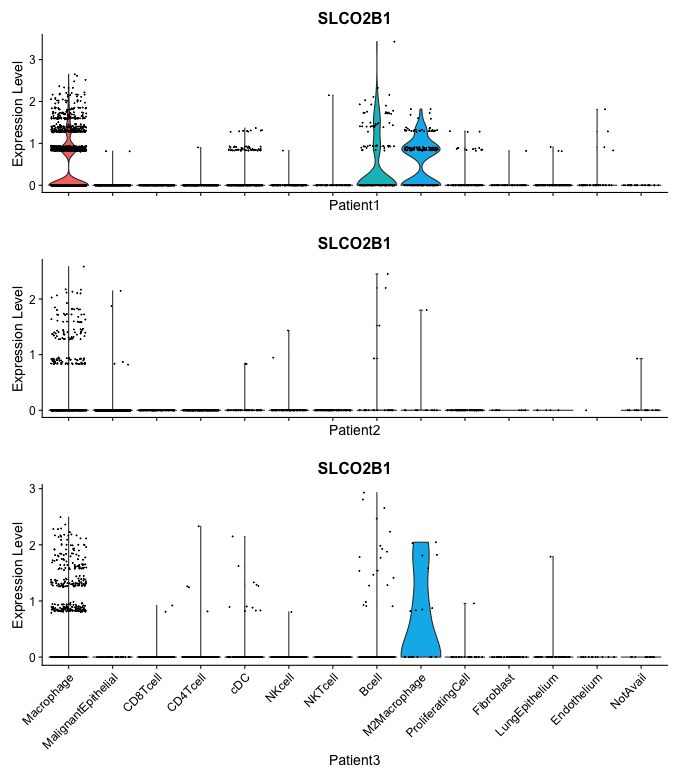 SLCO2B1
Expression Level
3
2
1
0
Patient1
SLCO2B1
Expression Level
2
1
0
Patient2
SLCO2B1
Expression Level
3
2
1
0
Macrophage
MalignantEpithelial
CD8Tcell
CD4Tcell
cDC
NKcell
NKTcell
Bcell
M2Macrophage
ProliferatingCell
Fibroblast
LungEpithelium
Endothelium
NotAvail
Patient3